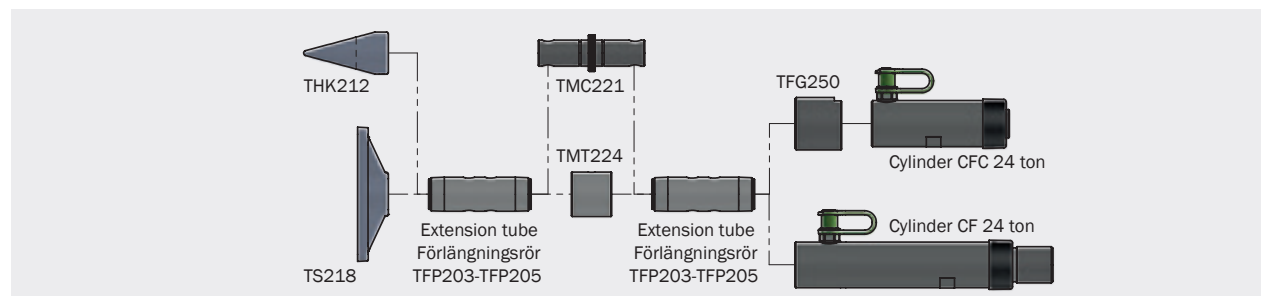 THK212
TMC221
TFG250
Cylinder CFC 24 ton
TMT224
TS218
Extension tube
Förlängningsrör
TFP203-TFP205
Extension tube
Förlängningsrör
TFP203-TFP205
Cylinder CF 24 ton